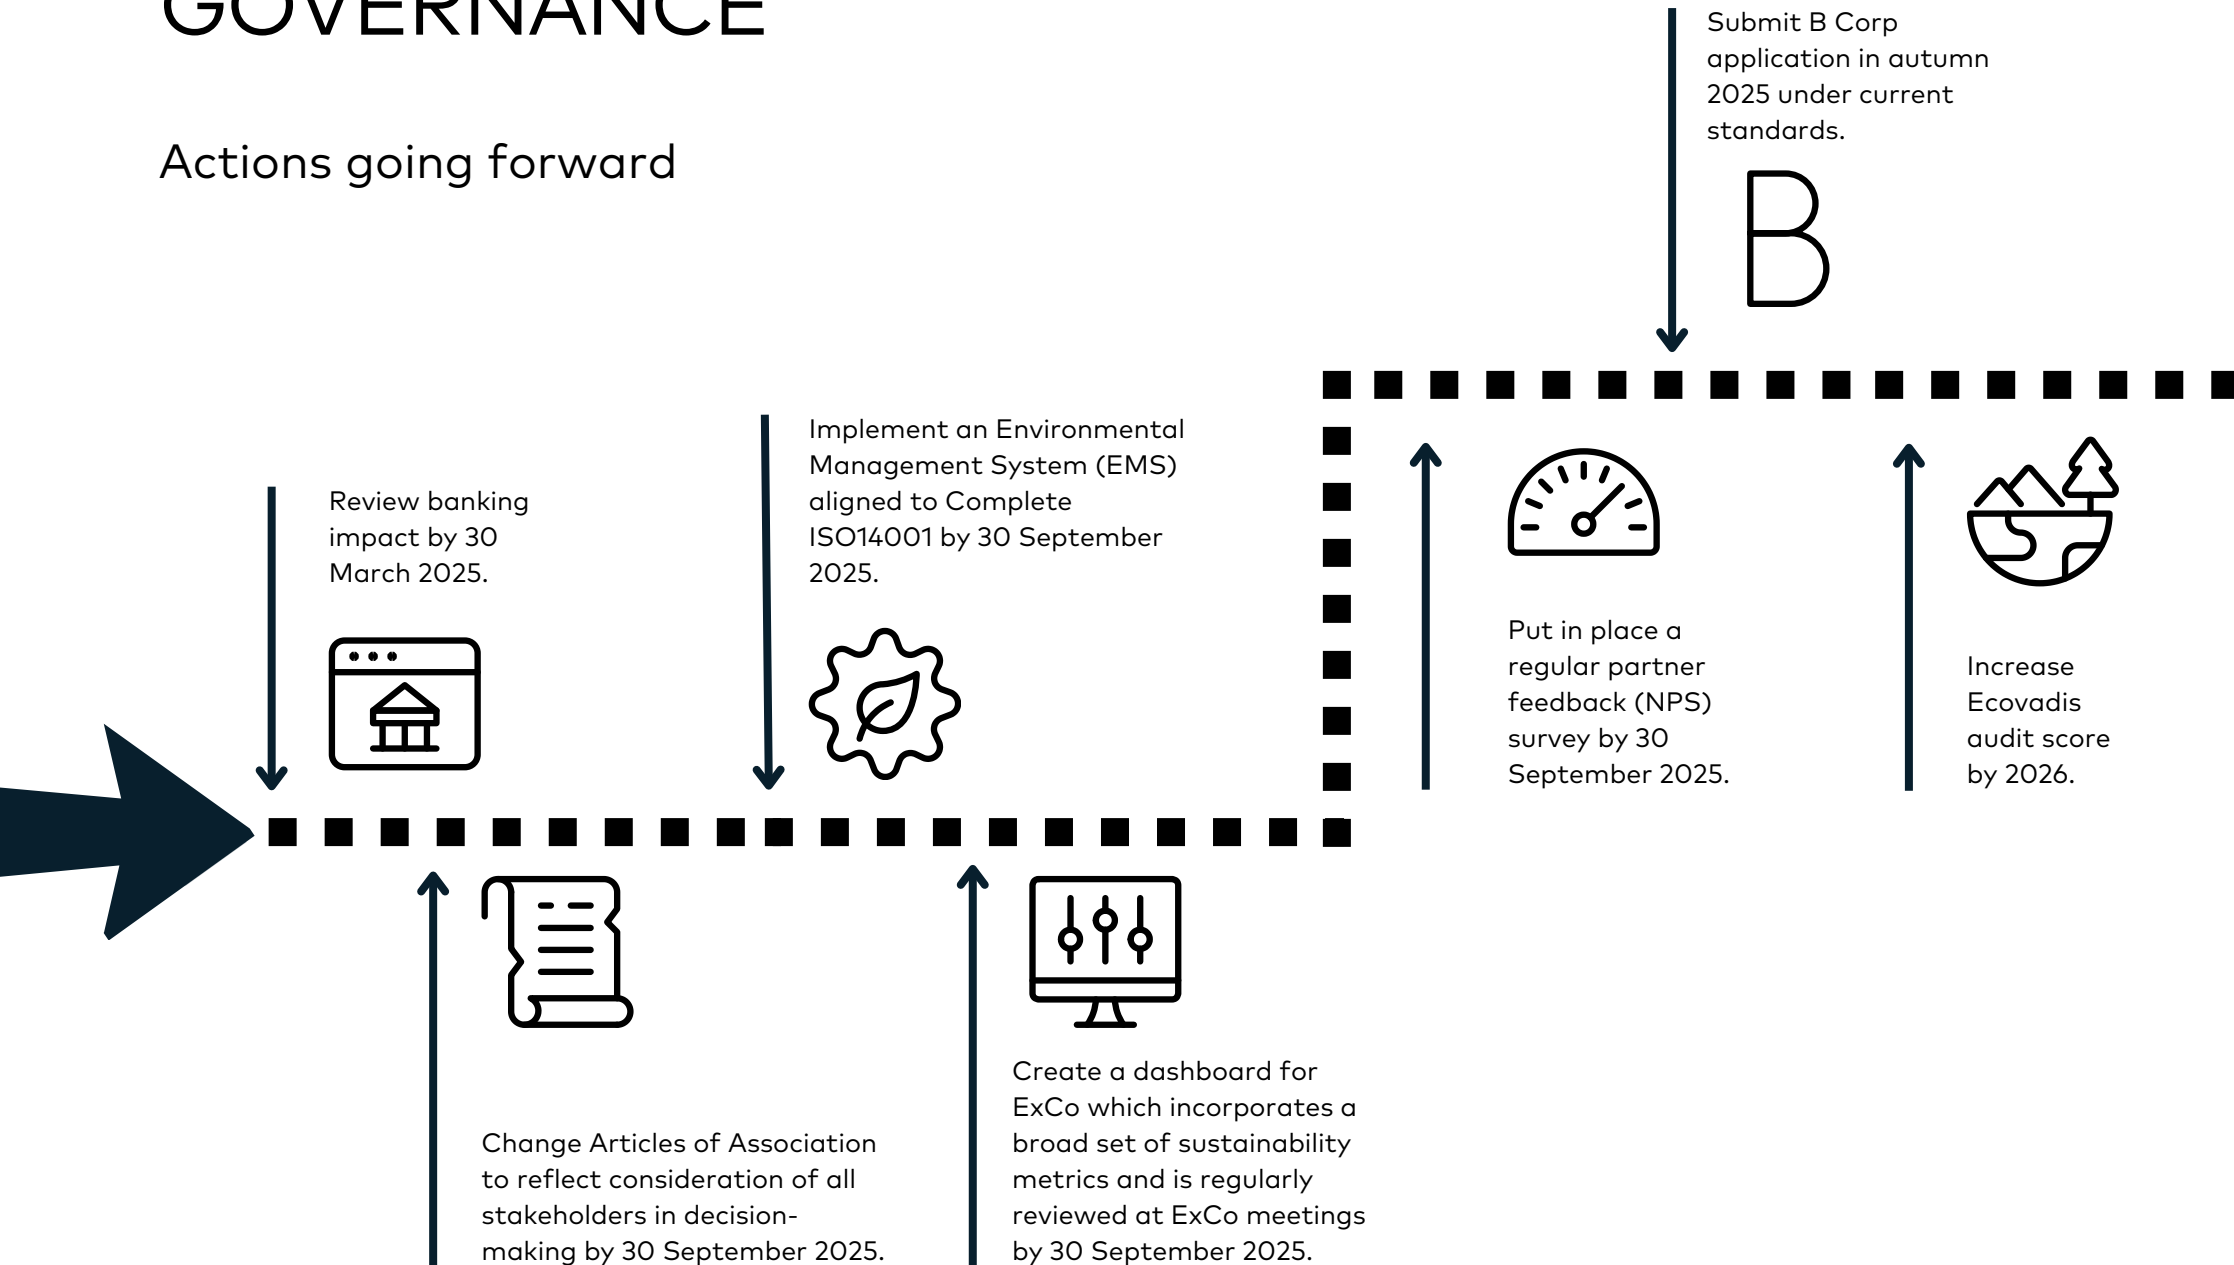 GOVERNANCE
Actions going forward
Review banking
impact by 30
March 2025.
Change Articles of Association
to reflect consideration of all
stakeholders in decision-
making by 30 September 2025.
Implement an Environmental
Management System (EMS)
aligned to Complete
ISO14001 by 30 September
2025.
Create a dashboard for
ExCo which incorporates a
broad set of sustainability
metrics and is regularly
reviewed at ExCo meetings
by 30 September 2025.
Put in place a
regular partner
feedback (NPS)
survey by 30
September 2025.
Submit B Corp
application in autumn
2025 under current
standards.
B
Increase
Ecovadis
audit score
by 2026.